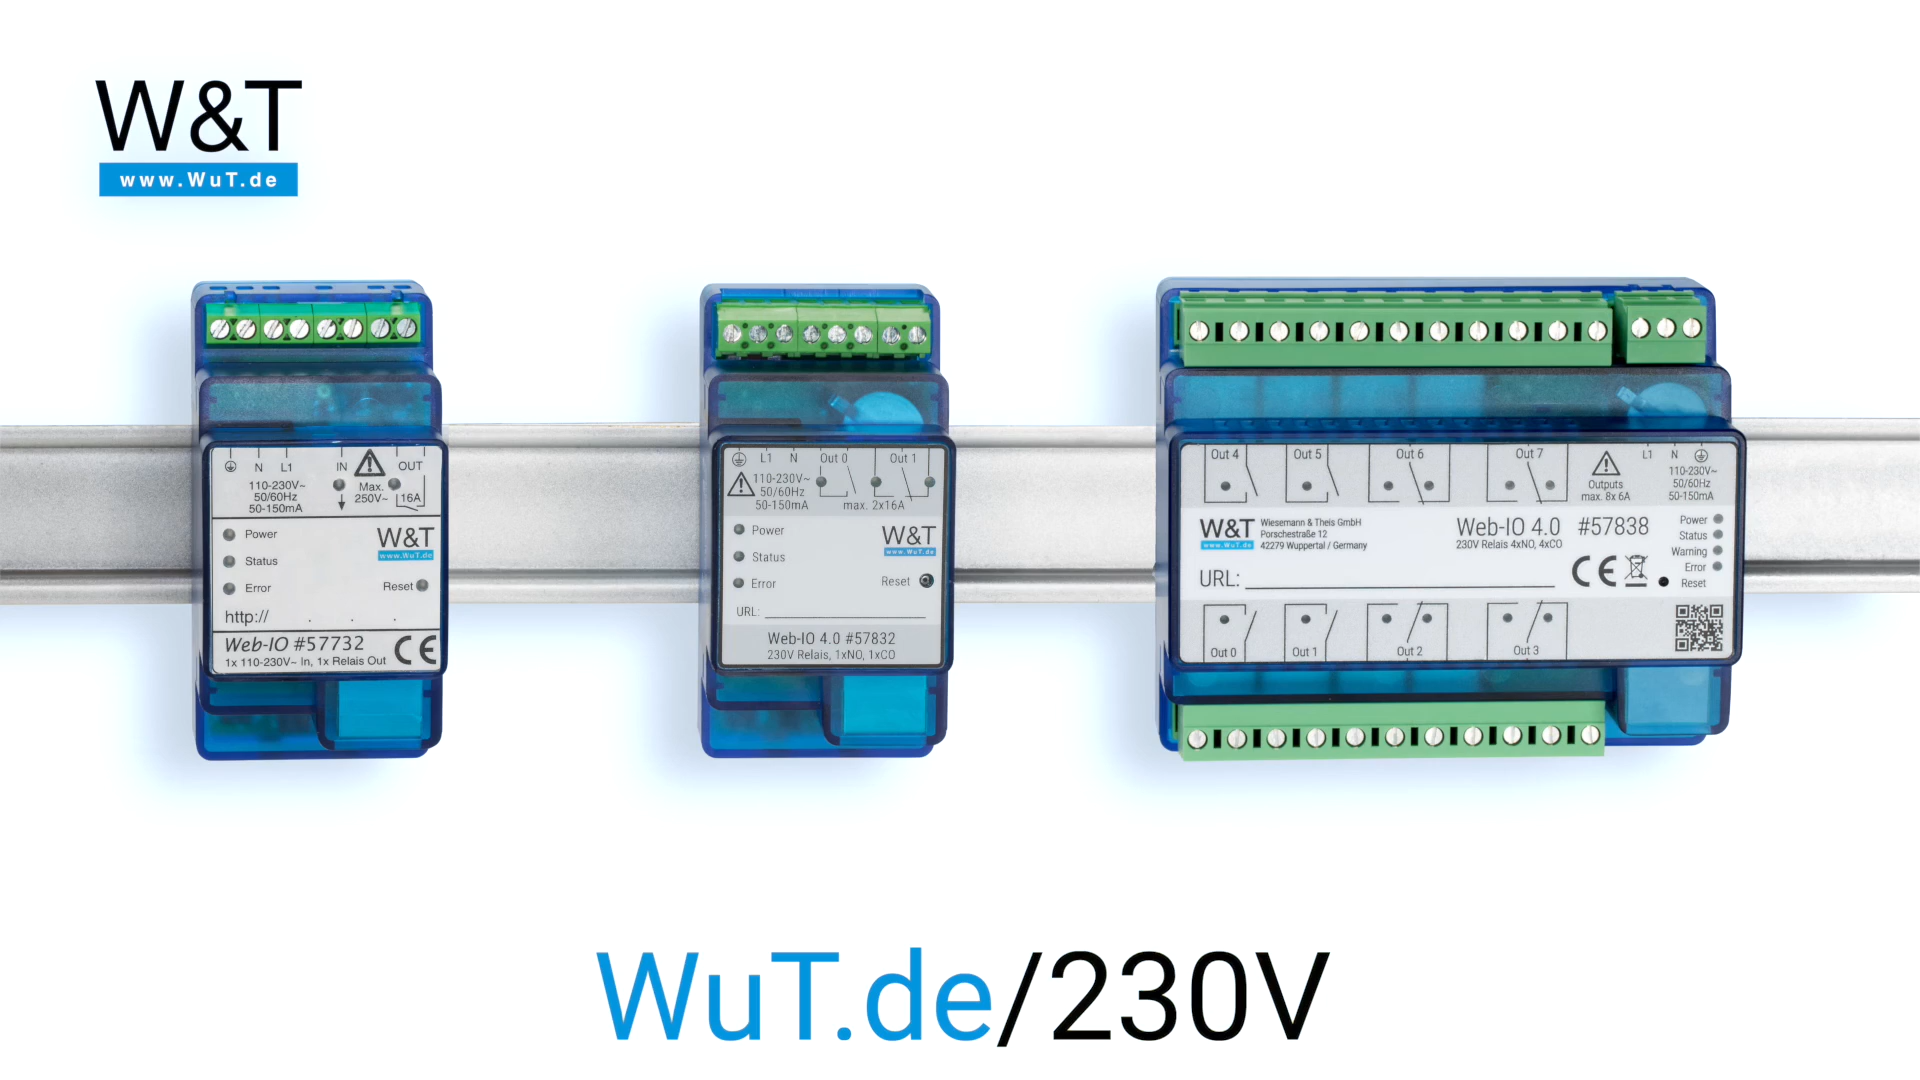 W&T
www.WuT.de
N L1 IN OUT
110-230V~
50/60Hz
50-150mA
Max.
250V~
16A
Power
Status
Error
W&T
www.WuT.de
Reset
http:// . . .
Web-IO #57732
1x 110-230V~ In, 1x Relais Out
CE
L1 N Out 0 Out 1
110-230V~
50/60Hz
50-150mA
max. 2x16A
Power
Status
Error
W&T
www.WuT.de
Reset
URL:
Web-IO 4.0 #57832
230V Relais, 1xNO, 1xCO
Out 4 Out 5 Out 6 Out 7
Outputs
max. 8x 6A
L1 N
110-230V~
50/60Hz
50-150mA
W&T
www.WuT.de
Wiesemann & Theis GmbH
Porschestraße 12
42279 Wuppertal / Germany
Web-IO 4.0 #57838
230V Relais 4xNO, 4xCO
URL:
CE
Power
Status
Warning
Error
Reset
Out 0 Out 1 Out 2 Out 3
WuT.de/230V